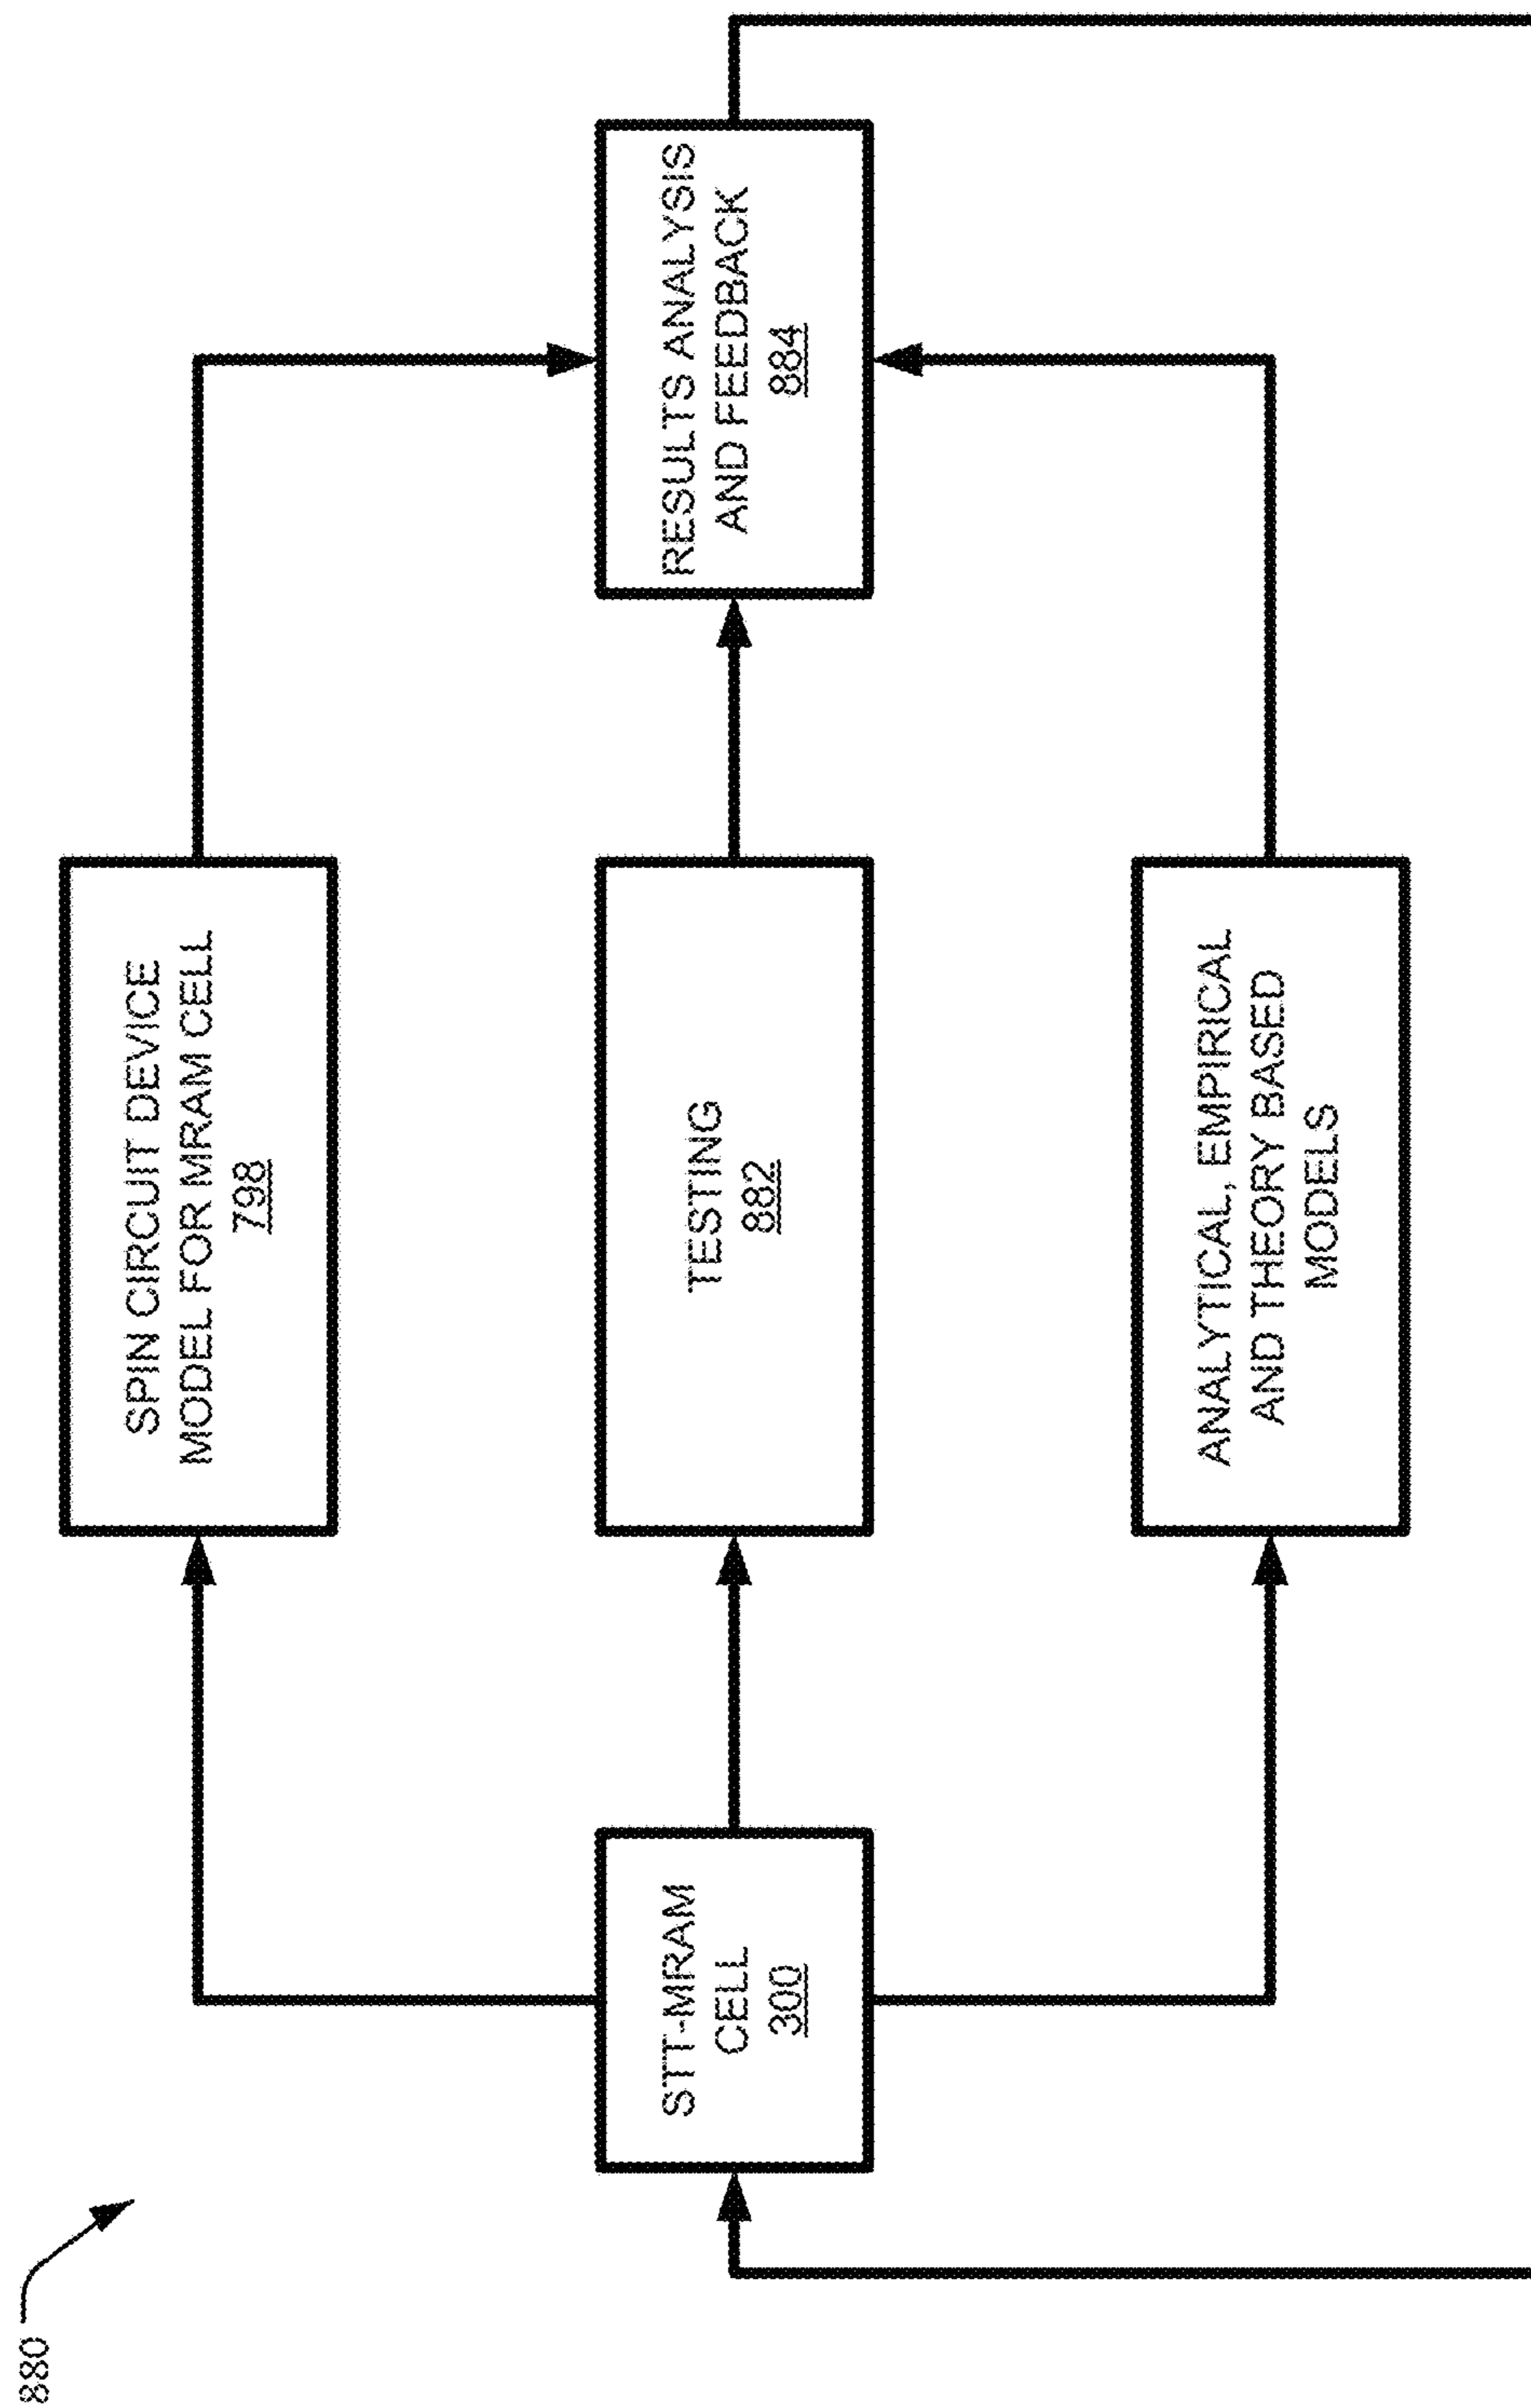 880
SPIN CIRCUIT DEVICE
MODEL FOR MRAM CELL
798
STT-MRAM
CELL
300
TESTING
882
RESULTS ANALYSIS
AND FEEDBACK
884
ANALYTICAL, EMPIRICAL
AND THEORY BASED
MODELS